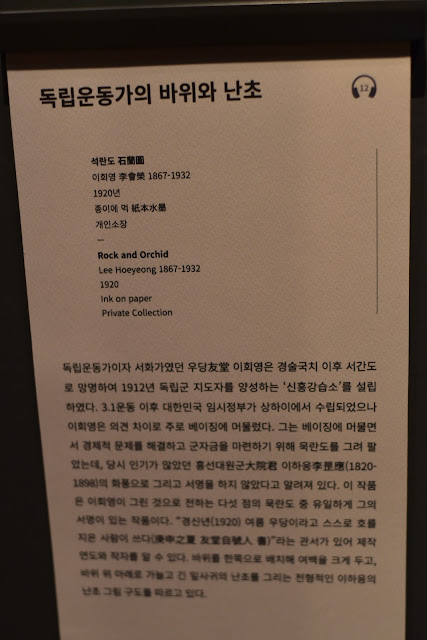 독립운동가의 바위와 난초
12
석란도 石蘭圖
이회영 李會榮 1867-1932
1920년
종이에 먹 紙本水墨
개인소장
—
Rock and Orchid
Lee Hoeyeong 1867-1932
1920
Ink on paper
Private Collection
독립운동가이자 서화가였던 우당友堂 이회영은 경술국치 이후 서간도
로 망명하여 1912년 독립군 지도자를 양성하는 ‘신흥강습소’를 설립
하였다. 3.1운동 이후 대한민국 임시정부가 상하이에서 수립되었으나
이회영은 의견 차이로 주로 베이징에 머물렀다. 그는 베이징에 머물면
서 경제적 문제를 해결하고 군자금을 마련하기 위해 묵란도를 그려 팔
았는데, 당시 인기가 많았던 흥선대원군大院君 이하응李昰應(1820-
1898)의 화풍으로 그리고 서명을 하지 않았다고 알려져 있다. 이 작품
은 이회영이 그린 것으로 전하는 다섯 점의 묵란도 중 유일하게 그의
서명이 있는 작품이다. “경신년(1920) 여름 우당이라고 스스로 호를
지은 사람이 쓰다(庚申之夏 友堂自號人 書)”라는 관서가 있어 제작
연도와 작자를 알 수 있다. 바위를 한쪽으로 배치해 여백을 크게 두고,
바위 위 아래로 가늘고 긴 잎사귀의 난초를 그리는 전형적인 이하응의
난초 그림 구도를 따르고 있다.